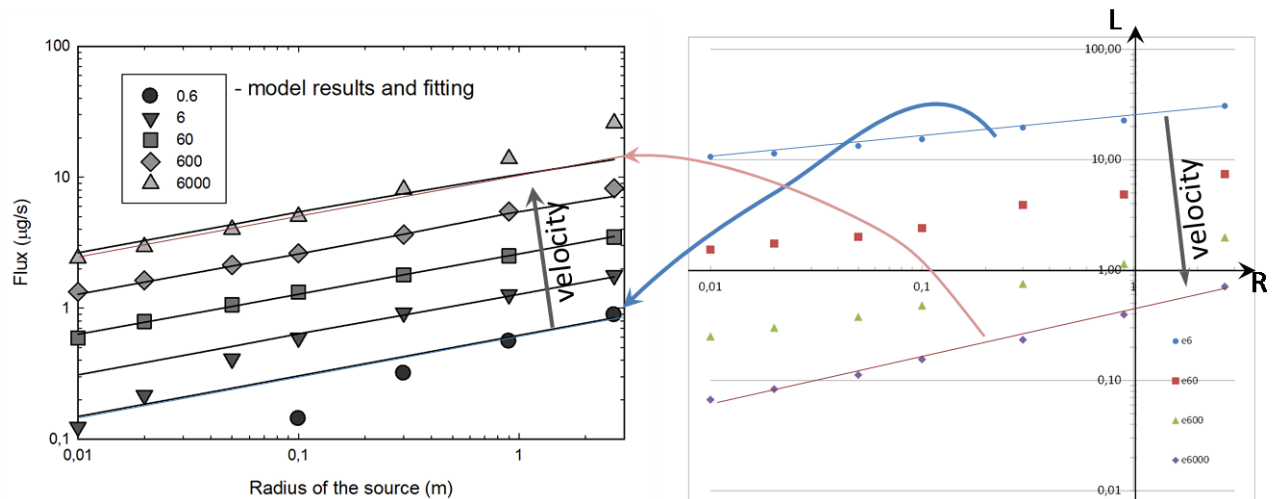 Flux (µg/s)
100
10
1
0,1
0.6
6
60
600
6000
- model results and fitting
velocity
0,01
0,1
1
Radius of the source (m)
L
100,00
10,00
1,00
0,10
0,01
0,01
0,1
1
R
velocity
e6
e60
e600
e6000